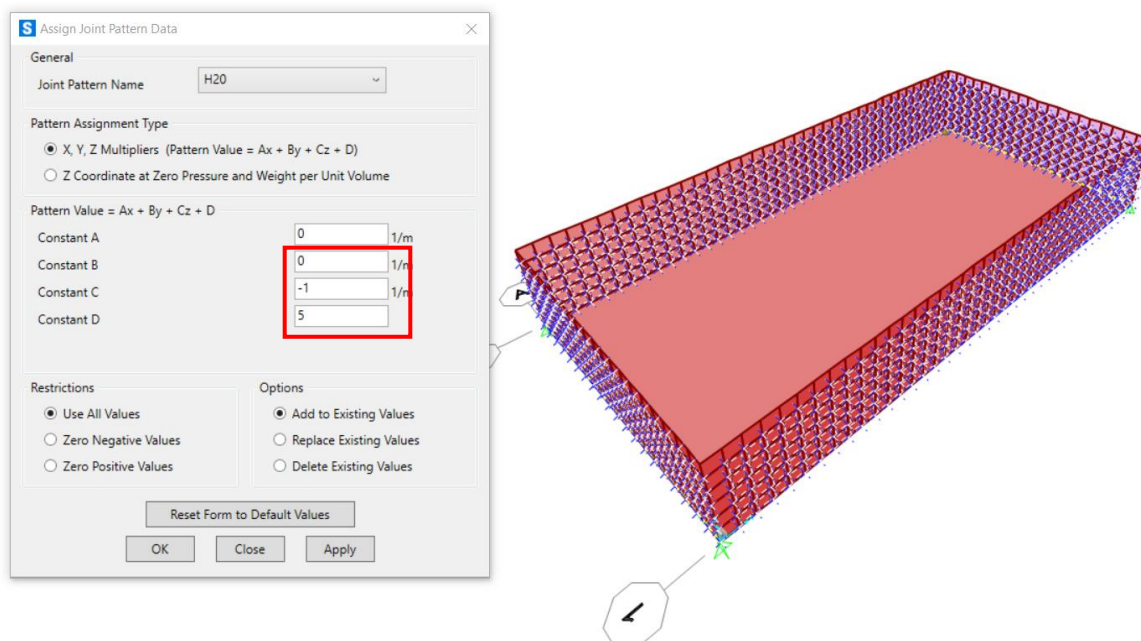 Assign Joint Pattern Data
General
Joint Pattern Name H20
Pattern Assignment Type
X, Y, Z Multipliers (Pattern Value = Ax + By + Cz + D)
Z Coordinate at Zero Pressure and Weight per Unit Volume
Pattern Value = Ax + By + Cz + D
Constant A 0 1/m
Constant B 0 1/m
Constant C -1 1/m
Constant D 5
Restrictions Options
Use All Values Add to Existing Values
Zero Negative Values Replace Existing Values
Zero Positive Values Delete Existing Values
Reset Form to Default Values
OK Close Apply